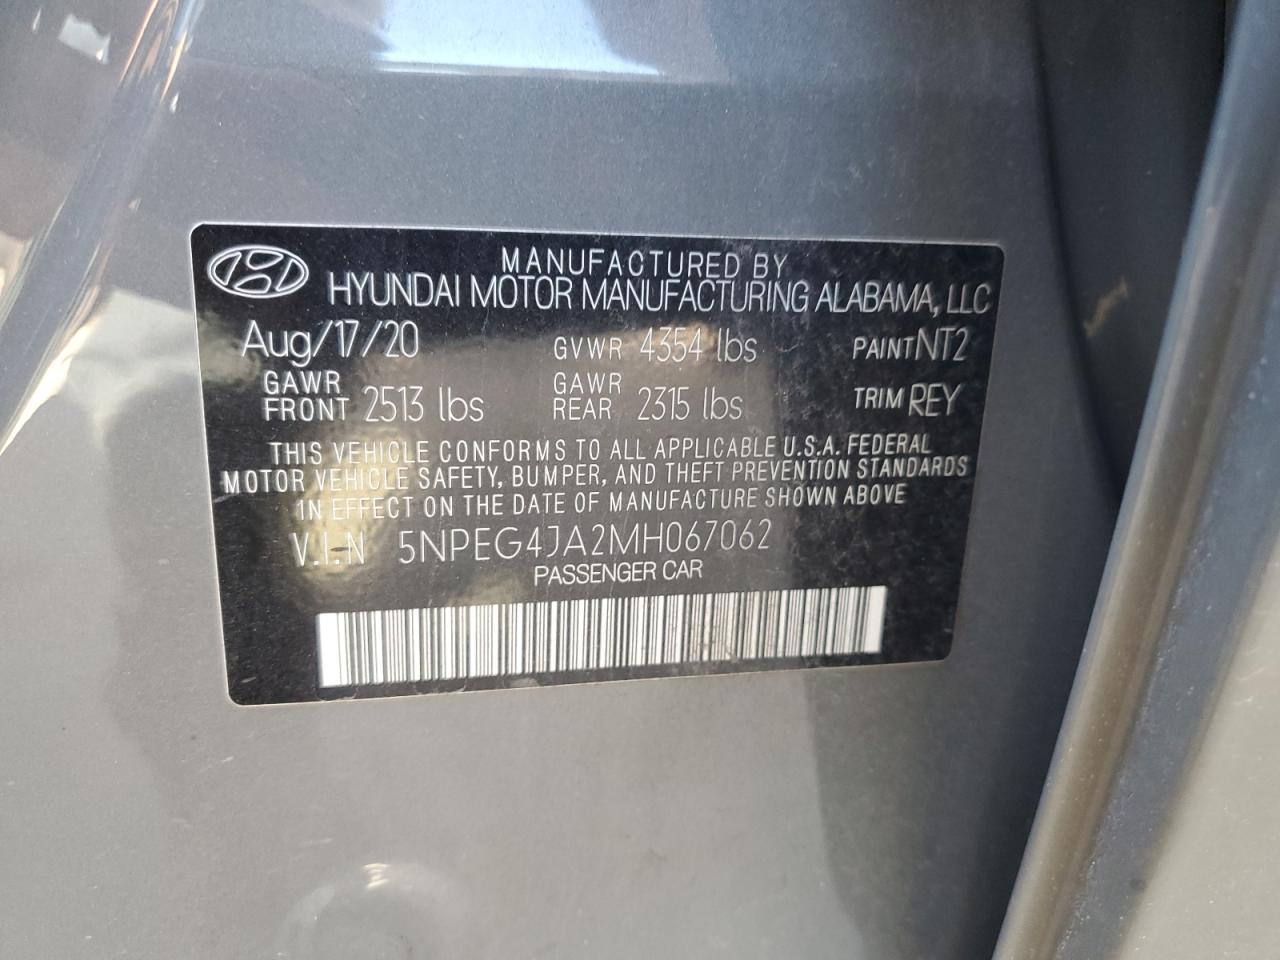 MANUFACTURED BY
HYUNDAI MOTOR MANUFACTURING ALABAMA, LLC
Aug/17/20 GVWR 4354 lbs PAINT NT2
GAWR FRONT 2513 lbs GAWR REAR 2315 lbs TRIM REY
THIS VEHICLE CONFORMS TO ALL APPLICABLE U.S.A. FEDERAL
MOTOR VEHICLE SAFETY, BUMPER, AND THEFT PREVENTION STANDARDS
IN EFFECT ON THE DATE OF MANUFACTURE SHOWN ABOVE
V.I.N 5NPEG4JA2MH067062
PASSENGER CAR